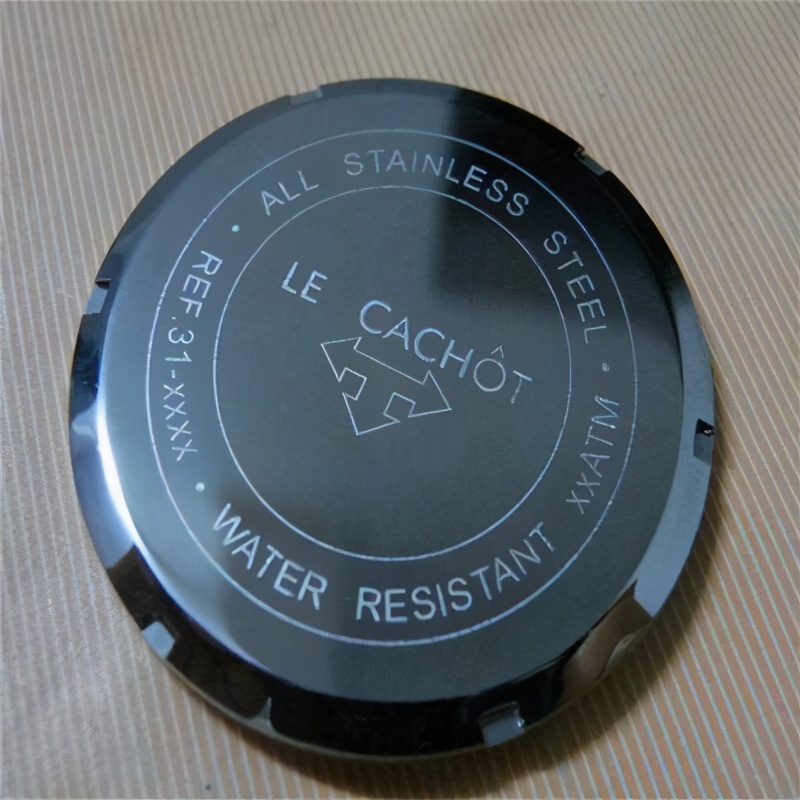 LE CACHÔT
ALL STAINLESS STEEL • xxATM
WATER RESISTANT •
REF.31-xxxx •